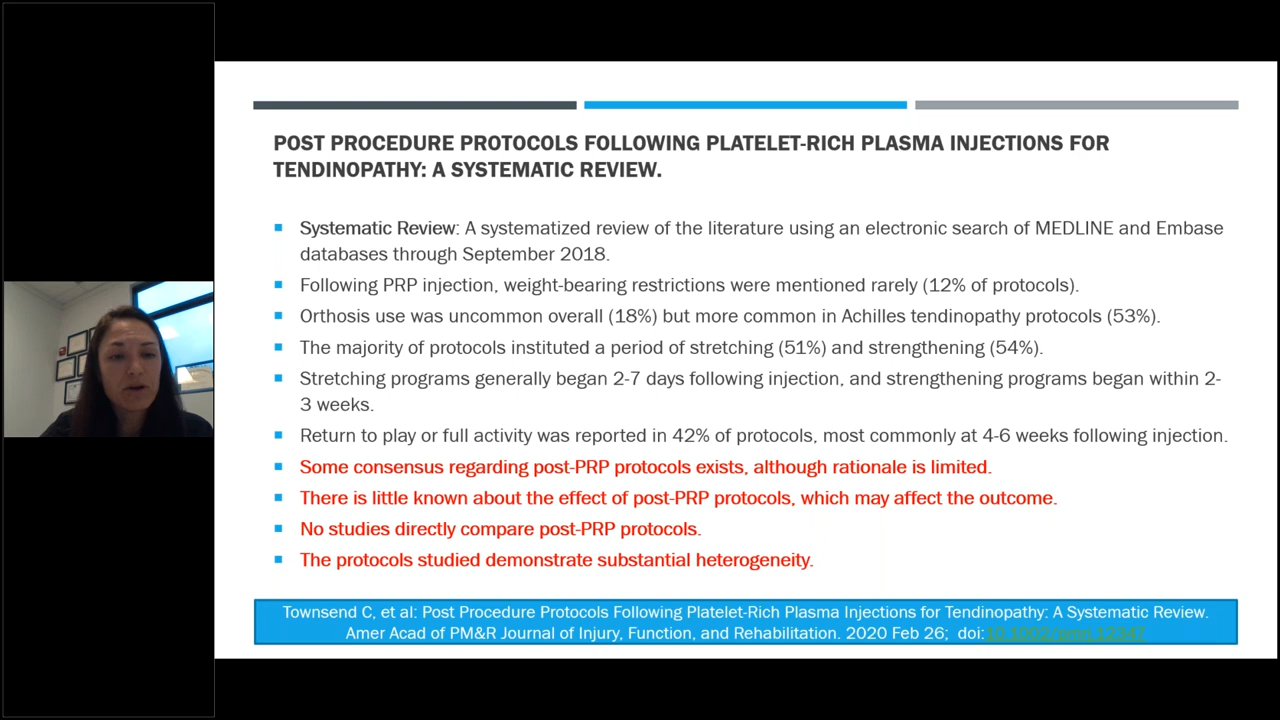 POST PROCEDURE PROTOCOLS FOLLOWING PLATELET-RICH PLASMA INJECTIONS FOR
TENDINOPATHY: A SYSTEMATIC REVIEW.
Systematic Review: A systematized review of the literature using an electronic search of MEDLINE and Embase
databases through September 2018.
Following PRP injection, weight-bearing restrictions were mentioned rarely (12% of protocols).
Orthosis use was uncommon overall (18%) but more common in Achilles tendinopathy protocols (53%).
The majority of protocols instituted a period of stretching (51%) and strengthening (54%).
Stretching programs generally began 2-7 days following injection, and strengthening programs began within 2-
3 weeks.
Return to play or full activity was reported in 42% of protocols, most commonly at 4-6 weeks following injection.
Some consensus regarding post-PRP protocols exists, although rationale is limited.
There is little known about the effect of post-PRP protocols, which may affect the outcome.
No studies directly compare post-PRP protocols.
The protocols studied demonstrate substantial heterogeneity.
Townsend C, et al: Post Procedure Protocols Following Platelet-Rich Plasma Injections for Tendinopathy: A Systematic Review.
Amer Acad of PM&R Journal of Injury, Function, and Rehabilitation. 2020 Feb 26; doi:10.1002/pmrj.12347